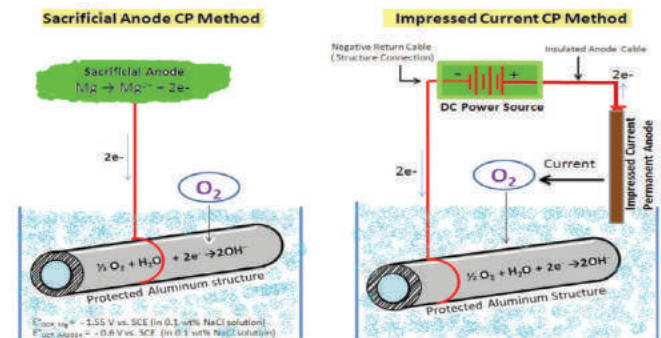 Sacrificial Anode CP Method
Sacrificial Anode
Mg → Mg²⁺ + 2e-
2e-
O₂
½ O₂ + H₂O + 2e⁻ → 2OH⁻
Protected Aluminum structure
= - 1.55 V vs. SCE (in 0.1 wt% NaCl solution)
= - 0.6 V vs. SCE (in 0.1 wt% NaCl solution)
Impressed Current CP Method
Negative Return Cable
(Structure Connection)
Insulated Anode Cable
- +
2e-
DC Power Source
Impressed Current
Permanent Anode
Current
2e-
O₂
½ O₂ + H₂O + 2e⁻ → 2OH⁻
Protected Aluminum Structure